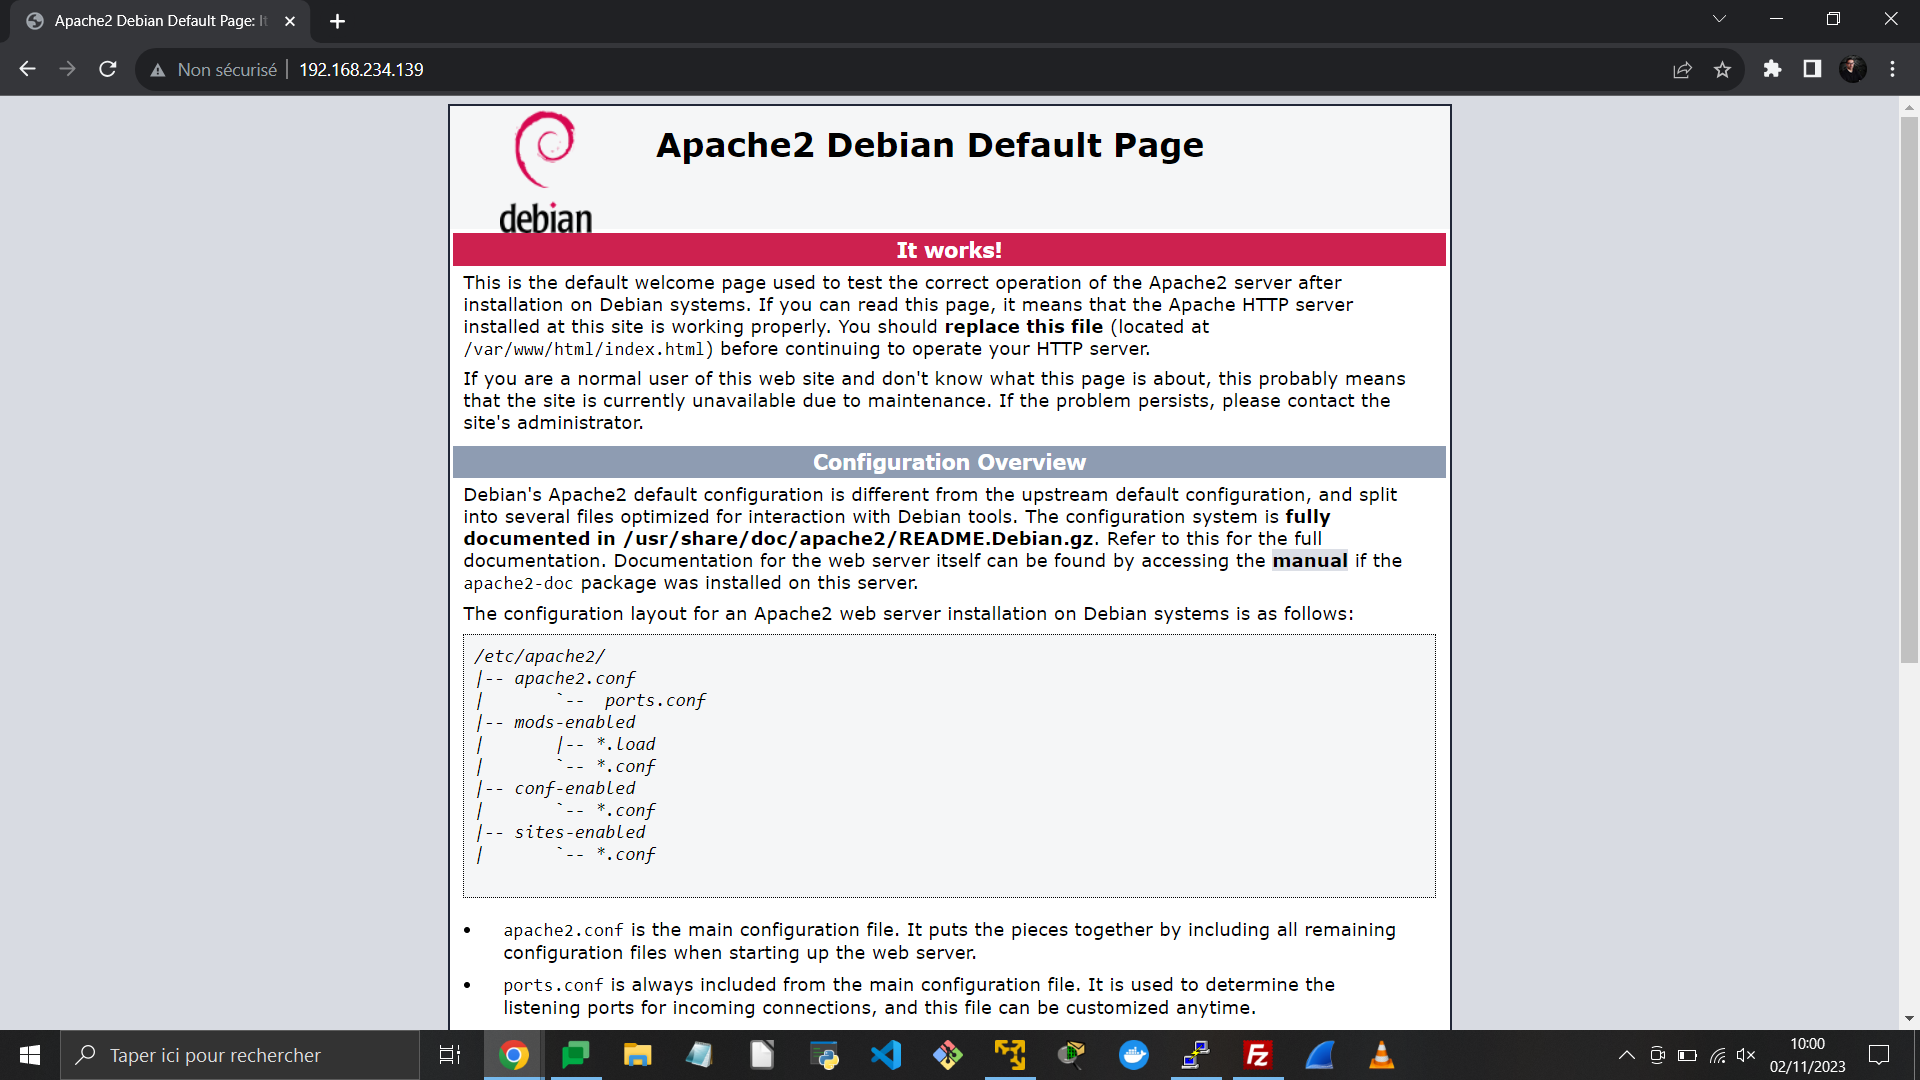 Apache2 Debian Default Page: It
Non sécurisé
192.168.234.139
debian
Apache2 Debian Default Page
It works!
This is the default welcome page used to test the correct operation of the Apache2 server after
installation on Debian systems. If you can read this page, it means that the Apache HTTP server
installed at this site is working properly. You should replace this file (located at
/var/www/html/index.html) before continuing to operate your HTTP server.
If you are a normal user of this web site and don't know what this page is about, this probably means
that the site is currently unavailable due to maintenance. If the problem persists, please contact the
site's administrator.
Configuration Overview
Debian's Apache2 default configuration is different from the upstream default configuration, and split
into several files optimized for interaction with Debian tools. The configuration system is fully
documented in /usr/share/doc/apache2/README.Debian.gz. Refer to this for the full
documentation. Documentation for the web server itself can be found by accessing the manual if the
apache2-doc package was installed on this server.
The configuration layout for an Apache2 web server installation on Debian systems is as follows:
/etc/apache2/
|-- apache2.conf
|       `--  ports.conf
|-- mods-enabled
|       |-- *.load
|       `-- *.conf
|-- conf-enabled
|       `-- *.conf
|-- sites-enabled
|       `-- *.conf
• apache2.conf is the main configuration file. It puts the pieces together by including all remaining
configuration files when starting up the web server.
• ports.conf is always included from the main configuration file. It is used to determine the
listening ports for incoming connections, and this file can be customized anytime.
Taper ici pour rechercher
Fz
10:00
02/11/2023